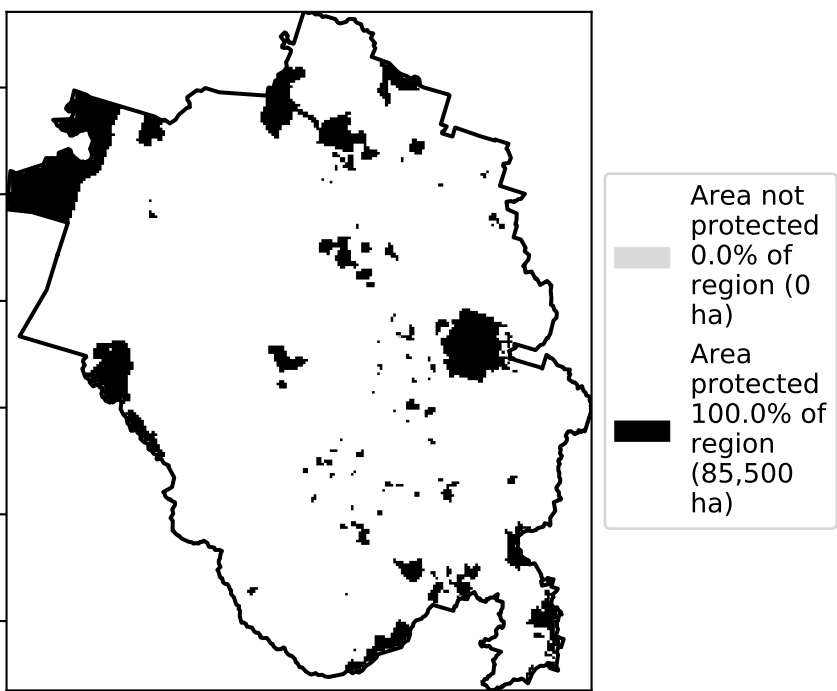 Area not
protected
0.0% of
region (0
ha)
Area
protected
100.0% of
region
(85,500
ha)